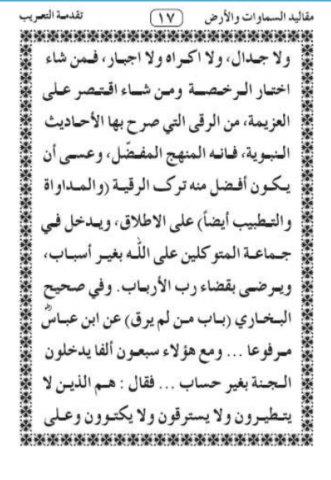 مقاليد السماوات والأرض (١٧) تقدمة التعريب
ولا جدال، ولا اكراه ولا اجبار، فمن شاء
اختار الرخصة ومن شاء اقتصر على
العزيمة، من الرقى التي صرح بها الأحاديث
النبوية، فانه المنهج المفضّل، وعسى أن
يكون أفضل منه ترك الرقية (والمداواة
والتطبيب أيضاً) على الاطلاق، ويدخل في
جماعة المتوكلين على اللّه بغير أسباب،
ويرضى بقضاء رب الأرباب. وفي صحيح
البخاري (باب من لم يرق) عن ابن عباسؓ
مرفوعا ... ومع هؤلاء سبعون ألفا يدخلون
الجنة بغير حساب ... فقال : هم الذين لا
يتطيرون ولا يسترقون ولا يكتوون وعلى